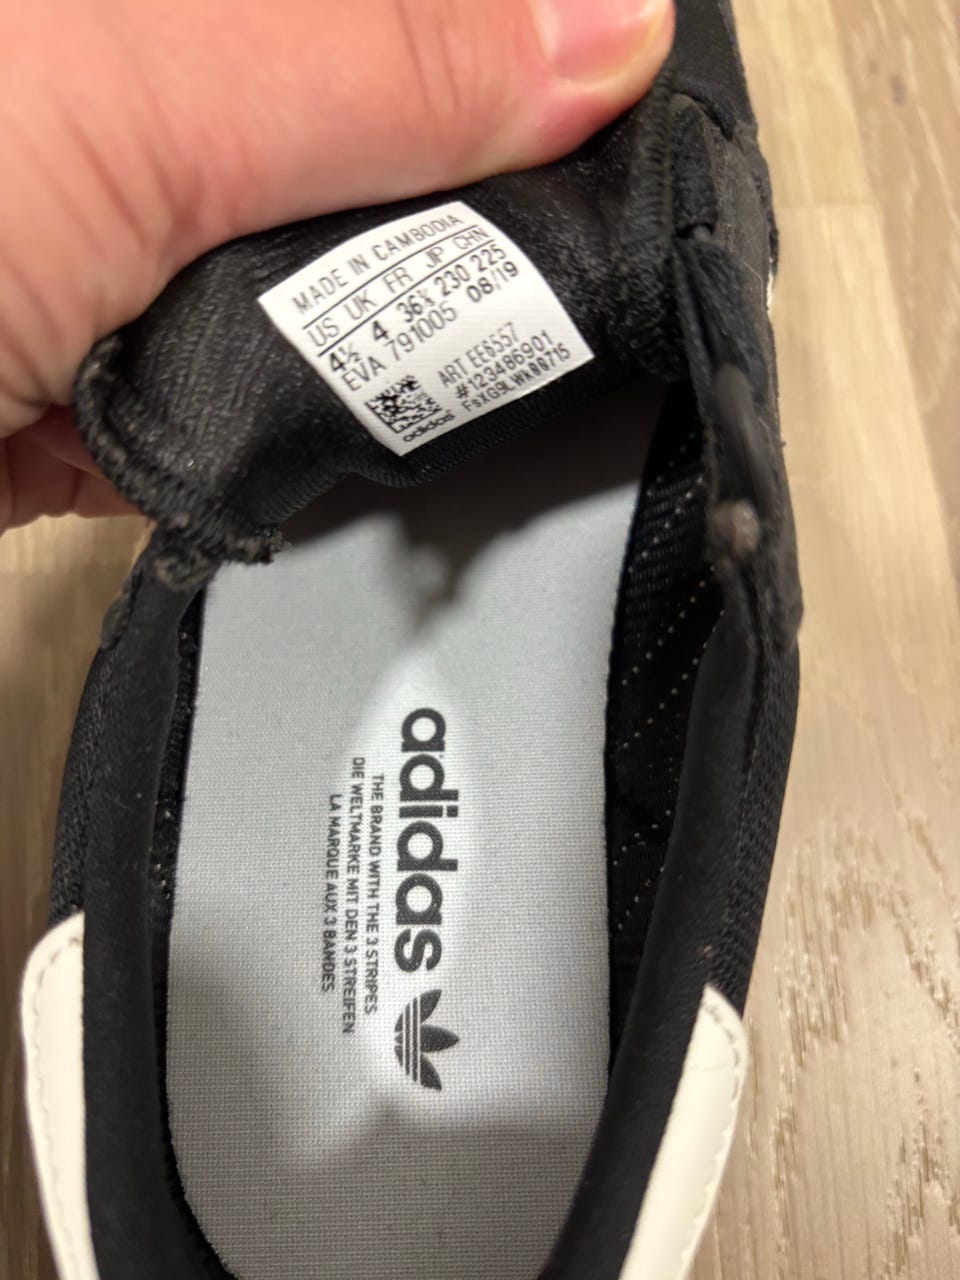 MADE IN CAMBODIA
US UK FR JP CHN
4½ 4 36⅔ 230 225
EVA 791005 08/19
ART EE6557
#123486901
adidas
adidas
THE BRAND WITH THE 3 STRIPES
DIE WELTMARKE MIT DEN 3 STREIFEN
LA MARQUE AUX 3 BANDES